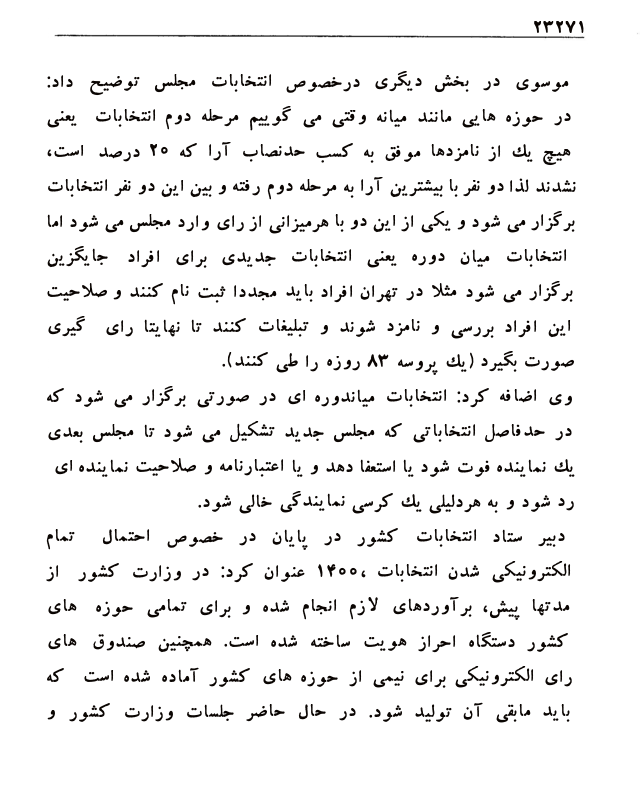 ۲۳۲۷۱
موسوی در بخش دیگری درخصوص انتخابات مجلس توضیح داد:
در حوزه هایی مانند میانه وقتی می گوییم مرحله دوم انتخابات یعنی
هیچ یك از نامزدها موفق به کسب حدنصاب آرا که ۲۰ درصد است،
نشدند لذا دو نفر با بیشترین آرا به مرحله دوم رفته و بین این دو نفر انتخابات
برگزار می شود و یکی از این دو با هرمیزانی از رای وارد مجلس می شود اما
انتخابات میان دوره یعنی انتخابات جدیدی برای افراد جایگزین
برگزار می شود مثلا در تهران افراد باید مجددا ثبت نام کنند و صلاحیت
این افراد بررسی و نامزد شوند و تبلیغات کنند تا نهایتا رای گیری
صورت بگیرد (یك پروسه ۸۳ روزه را طی کنند).
وی اضافه کرد: انتخابات میاندوره ای در صورتی برگزار می شود که
در حدفاصل انتخاباتی که مجلس جدید تشکیل می شود تا مجلس بعدی
یك نماینده فوت شود یا استعفا دهد و یا اعتبارنامه و صلاحیت نماینده ای
رد شود و به هردلیلی یك کرسی نمایندگی خالی شود.
دبیر ستاد انتخابات کشور در پایان در خصوص احتمال تمام
الکترونیکی شدن انتخابات ۱۴۰۰، عنوان کرد: در وزارت کشور از
مدتها پیش، برآوردهای لازم انجام شده و برای تمامی حوزه های
کشور دستگاه احراز هویت ساخته شده است. همچنین صندوق های
رای الکترونیکی برای نیمی از حوزه های کشور آماده شده است که
باید مابقی آن تولید شود. در حال حاضر جلسات وزارت کشور و